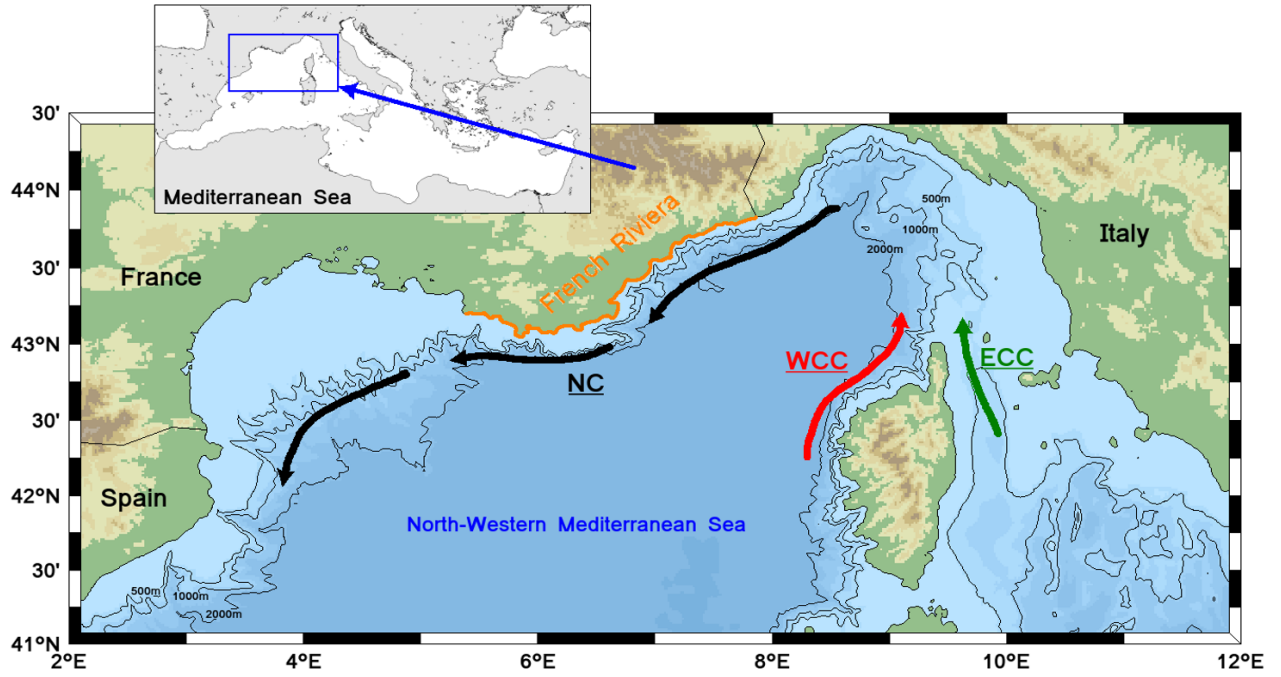 Mediterranean Sea
30'
44°N
30'
43°N
30'
42°N
30'
41°N
2°E
4°E
6°E
8°E
10°E
12°E
France
French Riviera
Italy
500m
1000m
2000m
WCC
ECC
NC
Spain
North-Western Mediterranean Sea
500m
1000m
2000m